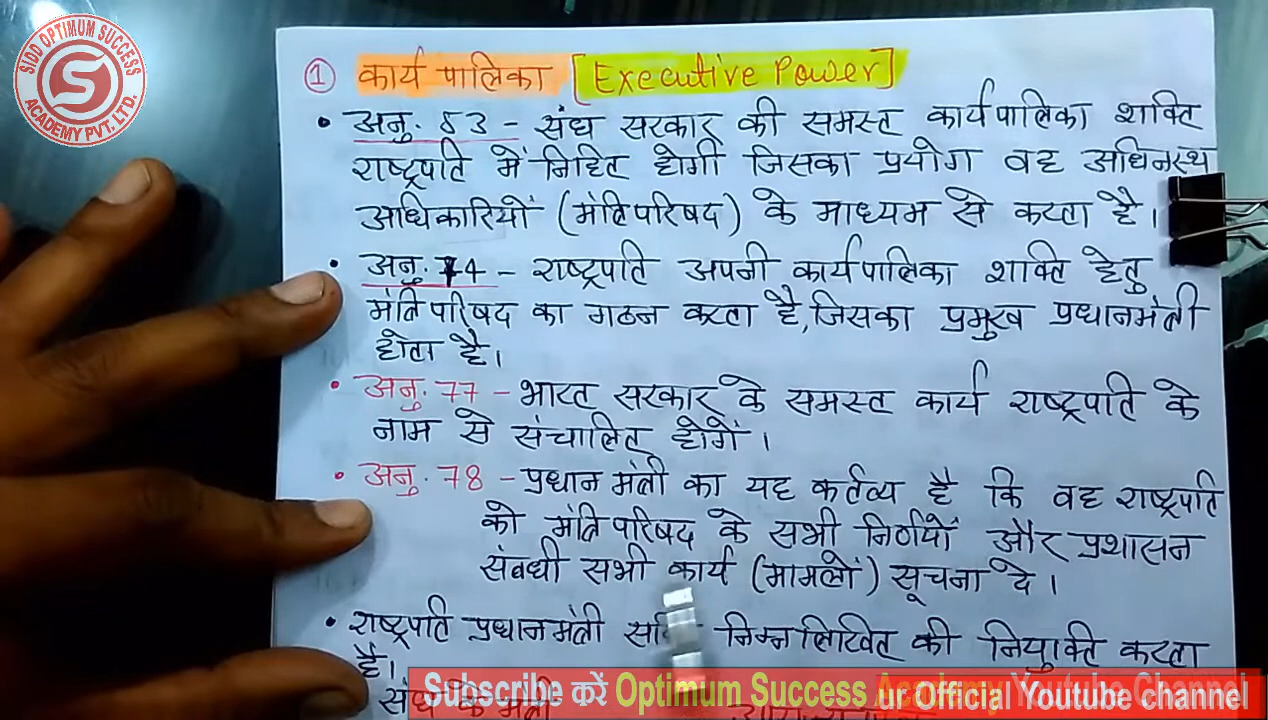 SIDD OPTIMUM SUCCESS
ACADEMY PVT. LTD.
① कार्यपालिका [Executive Power]
• अनु. 53 - संघ सरकार की समस्त कार्यपालिका शक्ति
राष्ट्रपति में निहित होगी जिसका प्रयोग वह अधिनस्थ
अधिकारियों (मंत्रिपरिषद) के माध्यम से करता है।
• अनु. 74 - राष्ट्रपति अपनी कार्यपालिका शक्ति हेतु
मंत्रिपरिषद का गठन करता है, जिसका प्रमुख प्रधानमंत्री
होता है।
• अनु. 77 - भारत सरकार के समस्त कार्य राष्ट्रपति के
नाम से संचालित होगें।
• अनु. 78 - प्रधानमंत्री का यह कर्तव्य है कि वह राष्ट्रपति
को मंत्रिपरिषद के सभी निर्णयों और प्रशासन
संबधी सभी कार्य (मामलों) सूचना दे।
• राष्ट्रपति प्रधानमंत्री निम्नलिखित की नियुक्ति करता
है।
संघ के मंत्री
Subscribe करें Optimum Success Academy Youtube Channel
ur Official